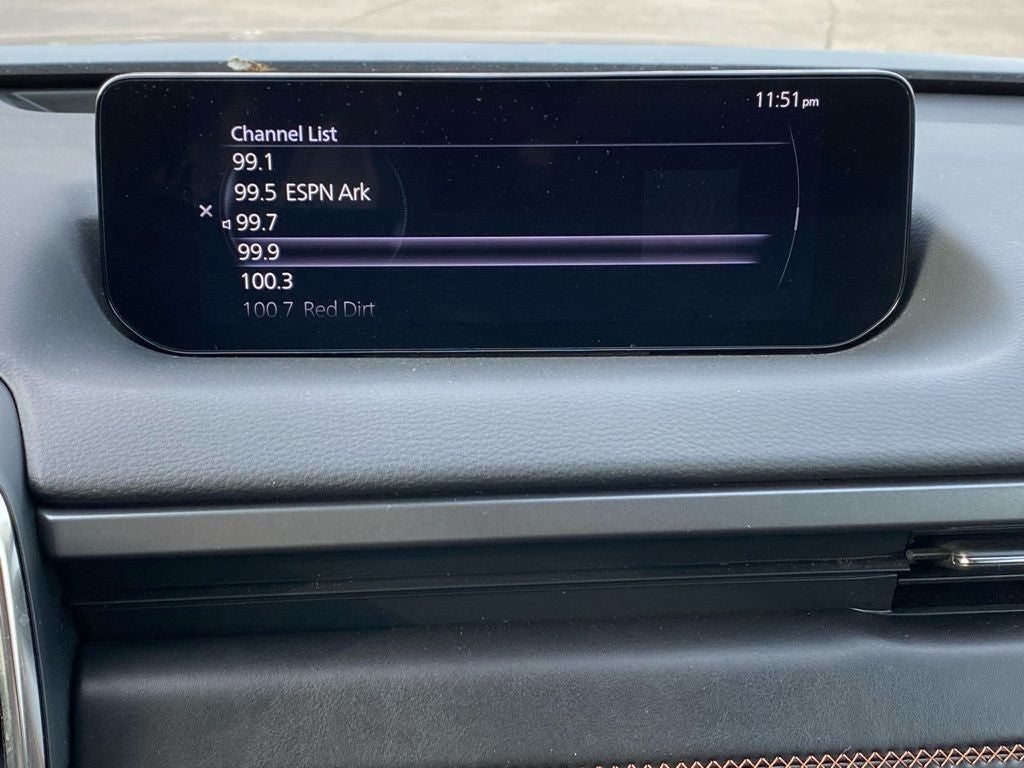 11:51pm
Channel List
99.1
99.5 ESPN Ark
99.7
99.9
100.3
100.7 Red Dirt